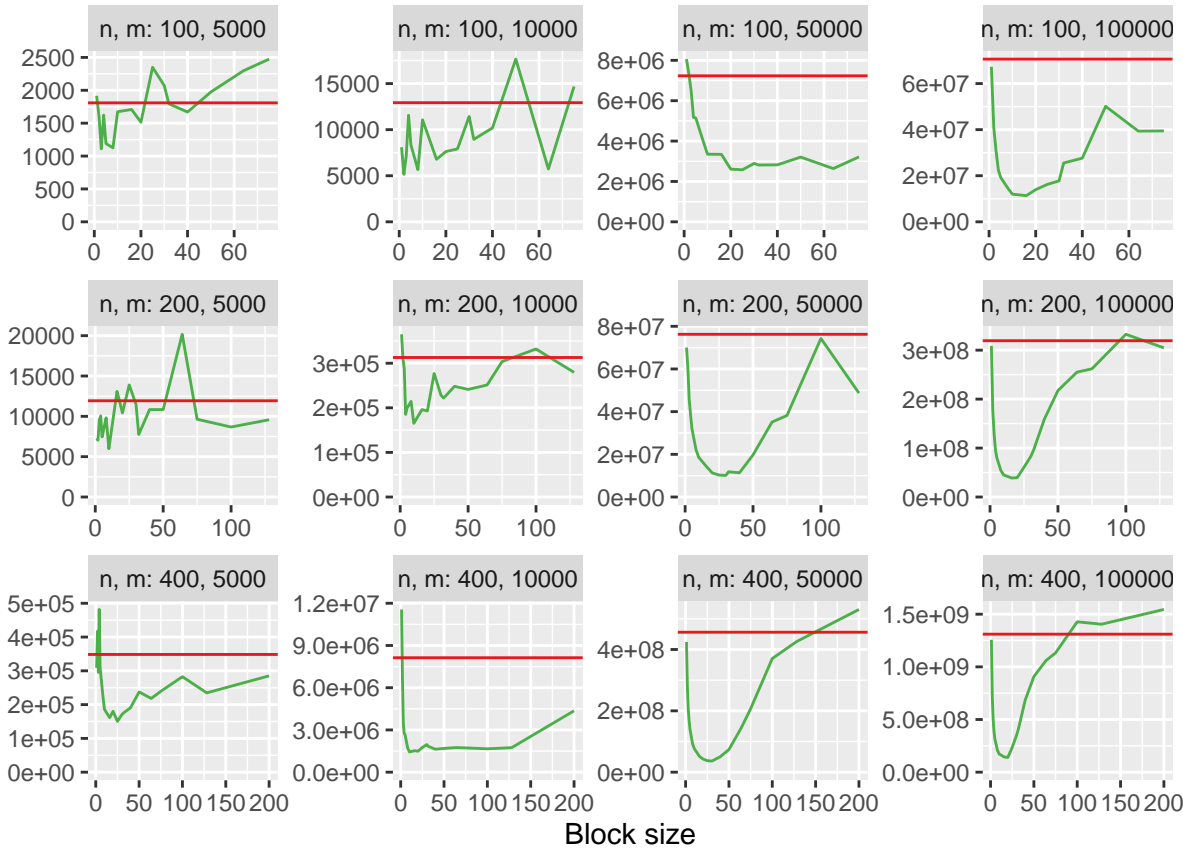 n, m: 100, 5000
n, m: 100, 10000
n, m: 100, 50000
n, m: 100, 100000
2500
2000
1500
1000
500
0
0 20 40 60
15000
10000
5000
0
0 20 40 60
8e+06
6e+06
4e+06
2e+06
0e+00
0 20 40 60
6e+07
4e+07
2e+07
0e+00
0 20 40 60
n, m: 200, 5000
n, m: 200, 10000
n, m: 200, 50000
n, m: 200, 100000
20000
15000
10000
5000
0
0 50 100
3e+05
2e+05
1e+05
0e+00
0 50 100
8e+07
6e+07
4e+07
2e+07
0e+00
0 50 100
3e+08
2e+08
1e+08
0e+00
0 50 100
n, m: 400, 5000
n, m: 400, 10000
n, m: 400, 50000
n, m: 400, 100000
5e+05
4e+05
3e+05
2e+05
1e+05
0e+00
0 50 100 150 200
1.2e+07
9.0e+06
6.0e+06
3.0e+06
0.0e+00
0 50 100 150 200
4e+08
2e+08
0e+00
0 50 100 150 200
1.5e+09
1.0e+09
5.0e+08
0.0e+00
0 50 100 150 200
Block size